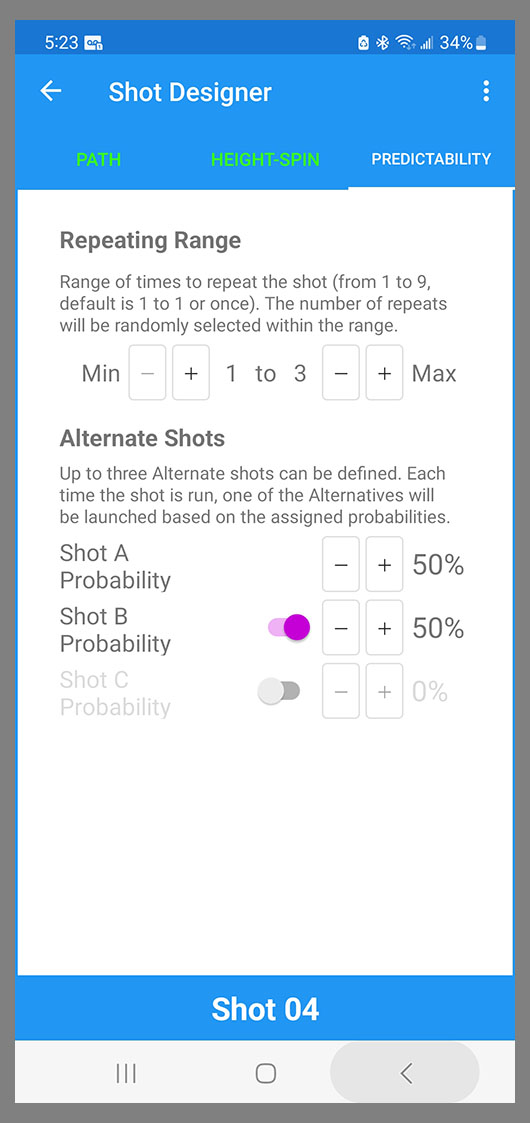 5:23 34%
Shot Designer
PATH HEIGHT-SPIN PREDICTABILITY
Repeating Range
Range of times to repeat the shot (from 1 to 9,
default is 1 to 1 or once). The number of repeats
will be randomly selected within the range.
Min − + 1 to 3 − + Max
Alternate Shots
Up to three Alternate shots can be defined. Each
time the shot is run, one of the Alternatives will
be launched based on the assigned probabilities.
Shot A
Probability − + 50%
Shot B
Probability − + 50%
Shot C
Probability − + 0%
Shot 04